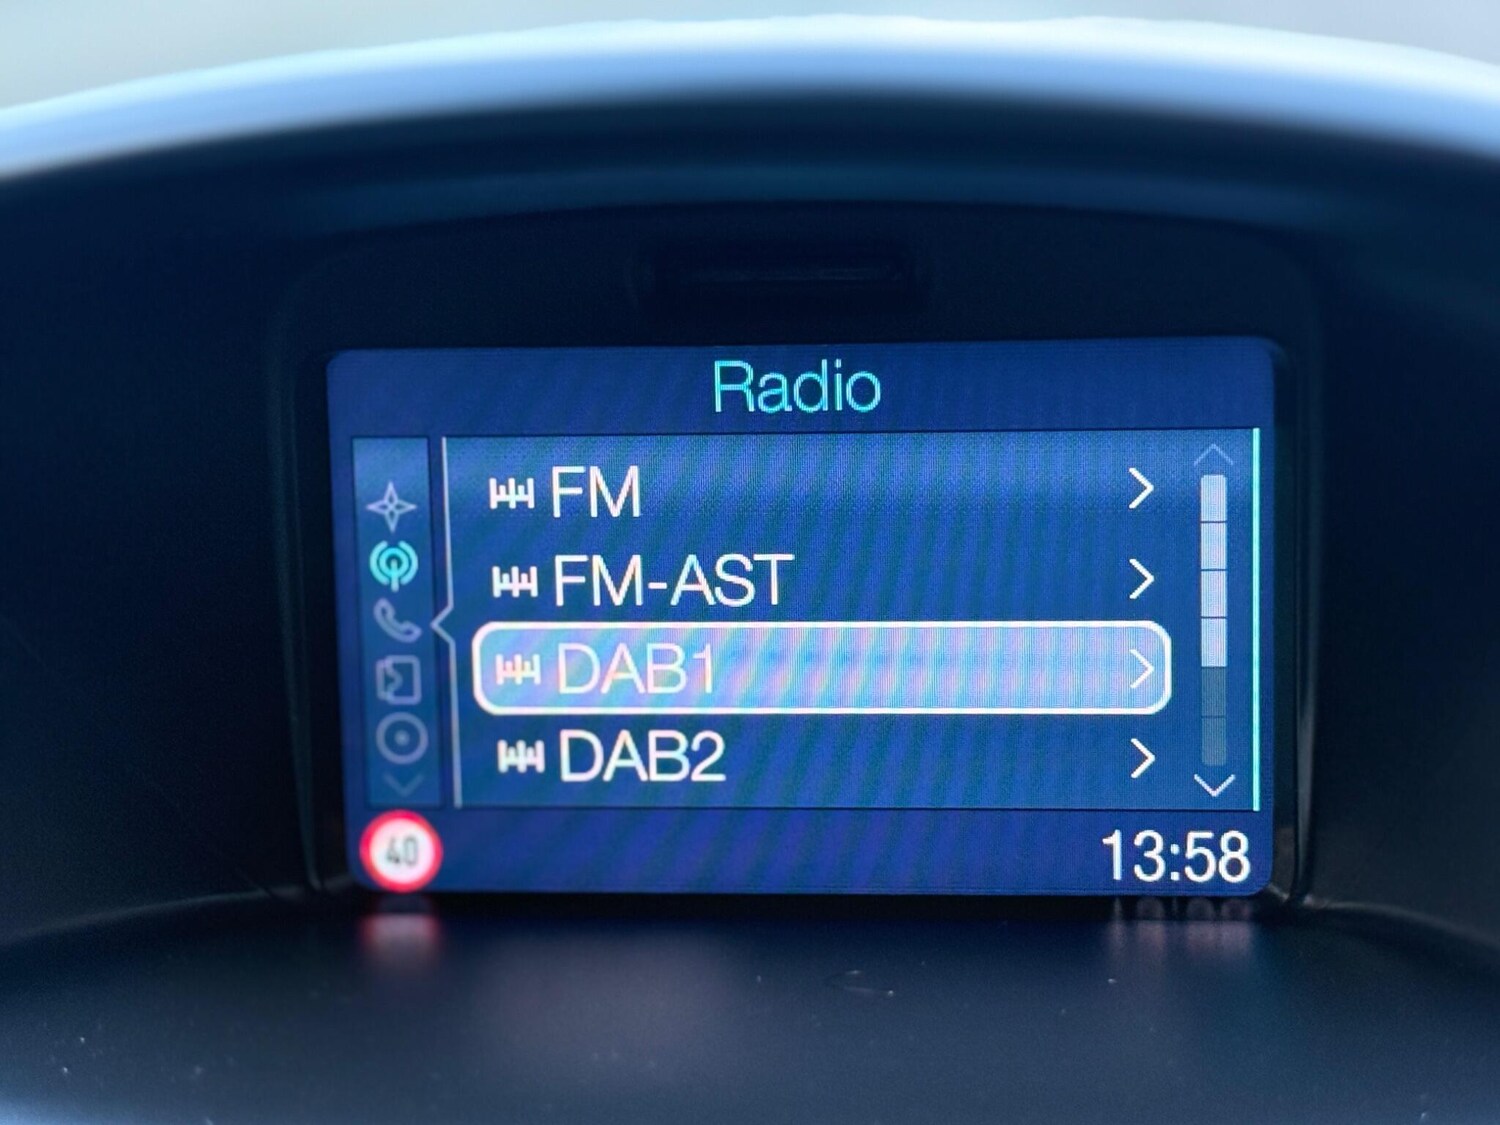 Radio
FM
FM-AST
DAB1
DAB2
40
13:58